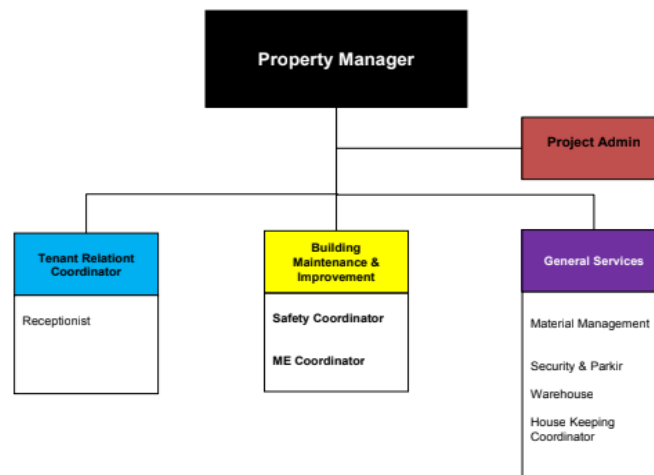 Property Manager
Project Admin
Tenant Relationt
Coordinator
Receptionist
Building
Maintenance &
Improvement
Safety Coordinator
ME Coordinator
General Services
Material Management
Security & Parkir
Warehouse
House Keeping
Coordinator